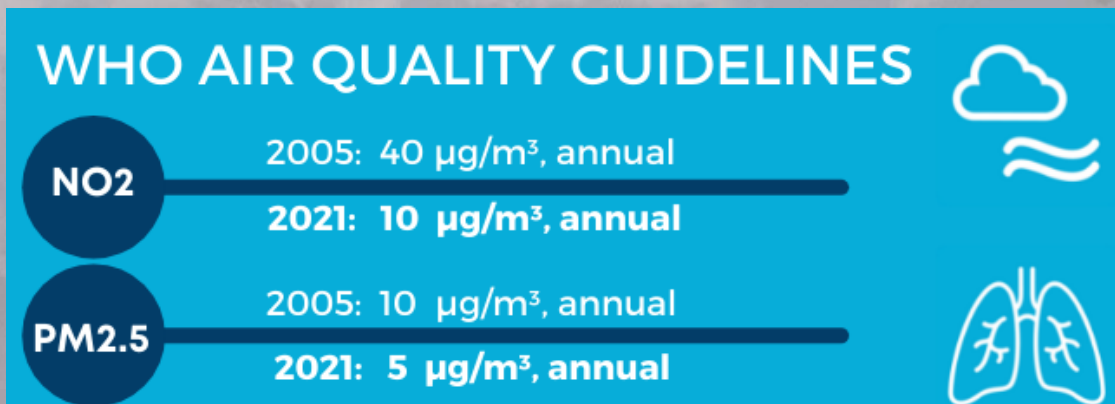 WHO AIR QUALITY GUIDELINES
NO2
2005: 40 µg/m³, annual
2021: 10 µg/m³, annual
PM2.5
2005: 10 µg/m³, annual
2021: 5 µg/m³, annual